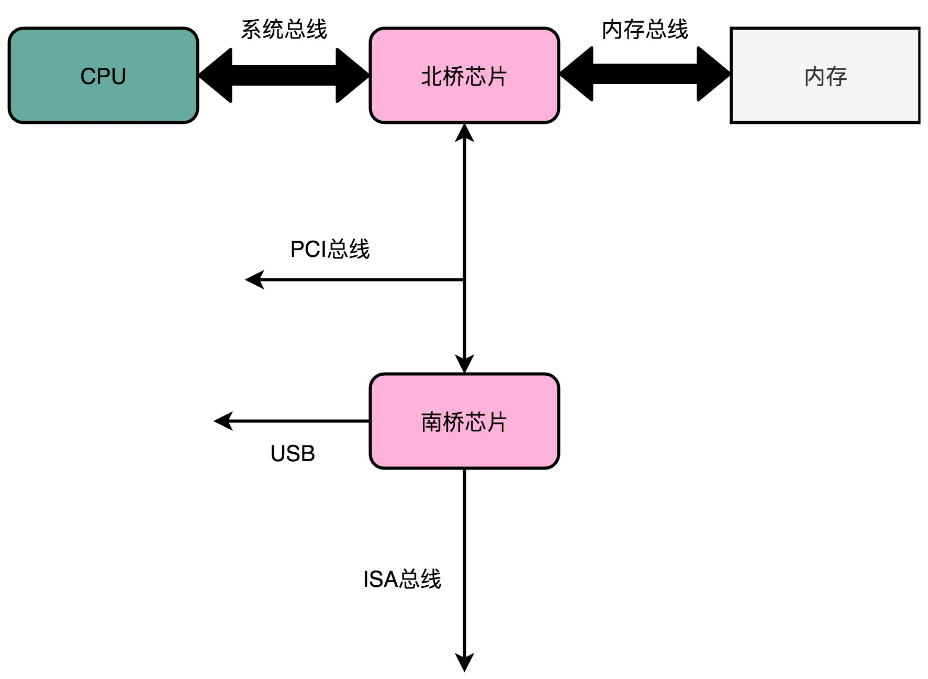 系统总线
内存总线
CPU
北桥芯片
内存
PCI总线
南桥芯片
USB
ISA总线